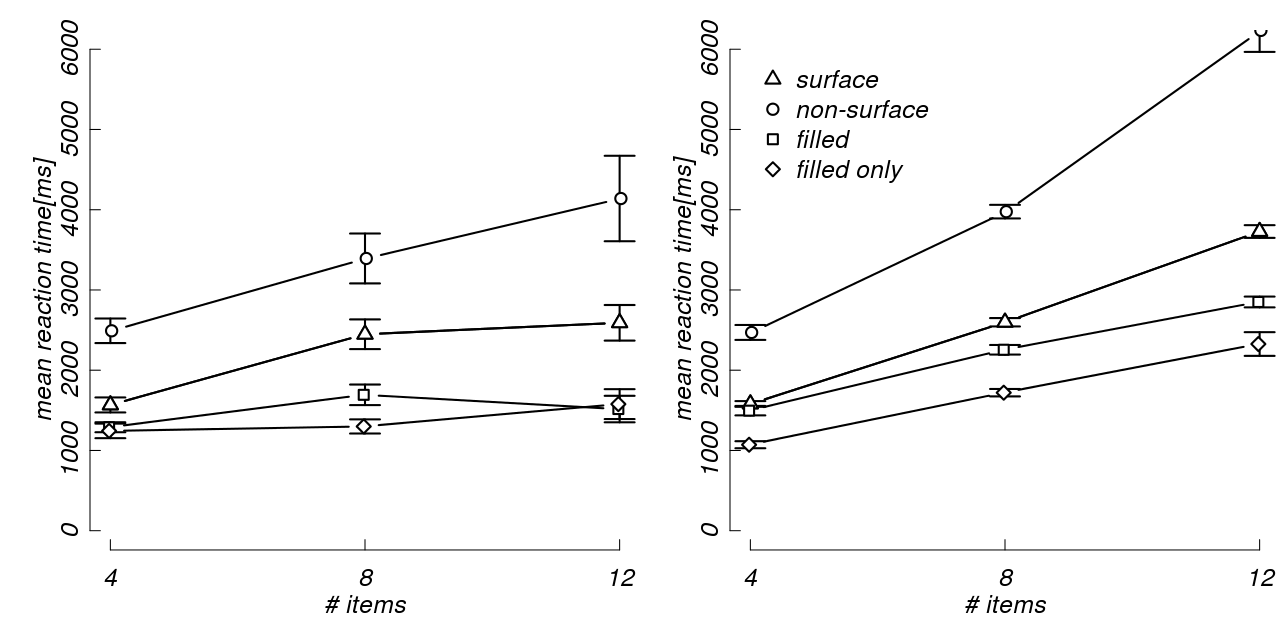 mean reaction time[ms]
6000
5000
4000
3000
2000
1000
0
4 8 12
# items
mean reaction time[ms]
6000
5000
4000
3000
2000
1000
0
surface
non-surface
filled
filled only
4 8 12
# items